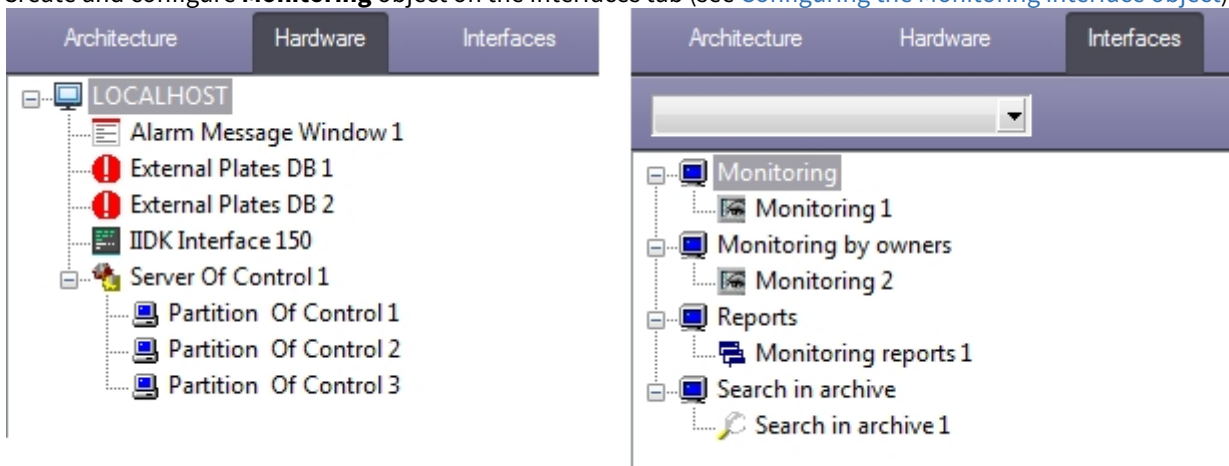 Create and configure Monitoring object on the Interfaces tab (see Configuring the Monitoring interface object)
Architecture Hardware Interfaces
LOCALHOST
Alarm Message Window 1
External Plates DB 1
External Plates DB 2
IIDK Interface 150
Server Of Control 1
Partition Of Control 1
Partition Of Control 2
Partition Of Control 3
Architecture Hardware Interfaces
Monitoring
Monitoring 1
Monitoring by owners
Monitoring 2
Reports
Monitoring reports 1
Search in archive
Search in archive 1